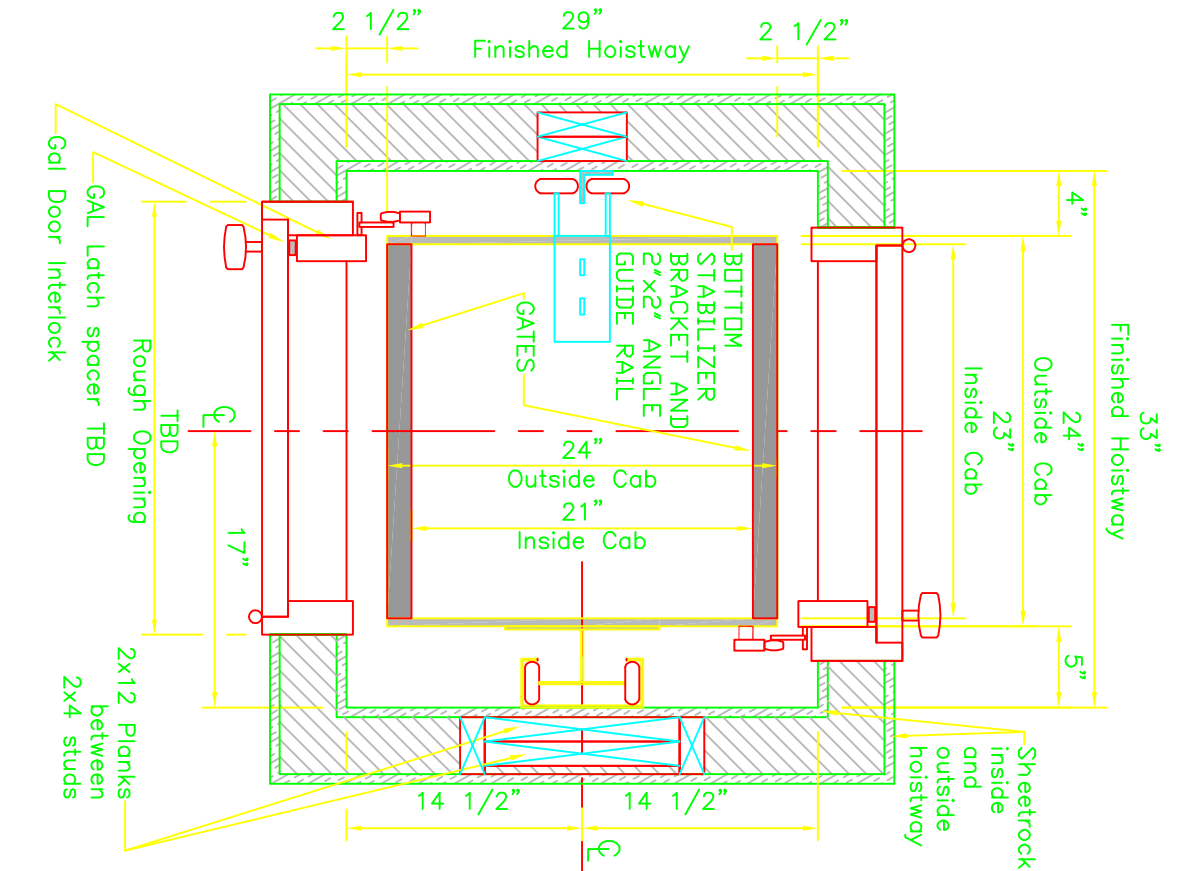 2 1/2"
29"
Finished Hoistway
2 1/2"
Gal Door Interlock
GAL Latch spacer TBD
TBD
Rough Opening
C
L
17"
BOTTOM
STABILIZER
BRACKET AND
2"x2" ANGLE
GUIDE RAIL
GATES
24"
Outside Cab
21"
Inside Cab
4"
33"
Finished Hoistway
24"
Outside Cab
23"
Inside Cab
5"
2x12 Planks
between
2x4 studs
Sheetrock
inside
and
outside
hoistway
14 1/2"
14 1/2"
C
L